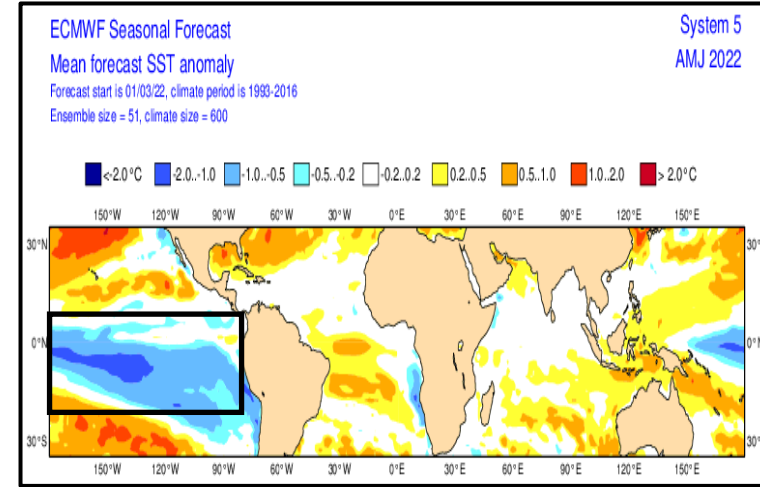 ECMWF Seasonal Forecast
System 5
Mean forecast SST anomaly
AMJ 2022
Forecast start is 01/03/22, climate period is 1993-2016
Ensemble size = 51, climate size = 600
<-2.0°C -2.0..-1.0 -1.0..-0.5 -0.5..-0.2 -0.2..0.2 0.2..0.5 0.5..1.0 1.0..2.0 > 2.0°C
150°W 120°W 90°W 60°W 30°W 0°E 30°E 60°E 90°E 120°E 150°E
30°N 30°
0°N 0°N
30°S 30°
150°W 120°W 90°W 60°W 30°W 0°E 30°E 60°E 90°E 120°E 150°E